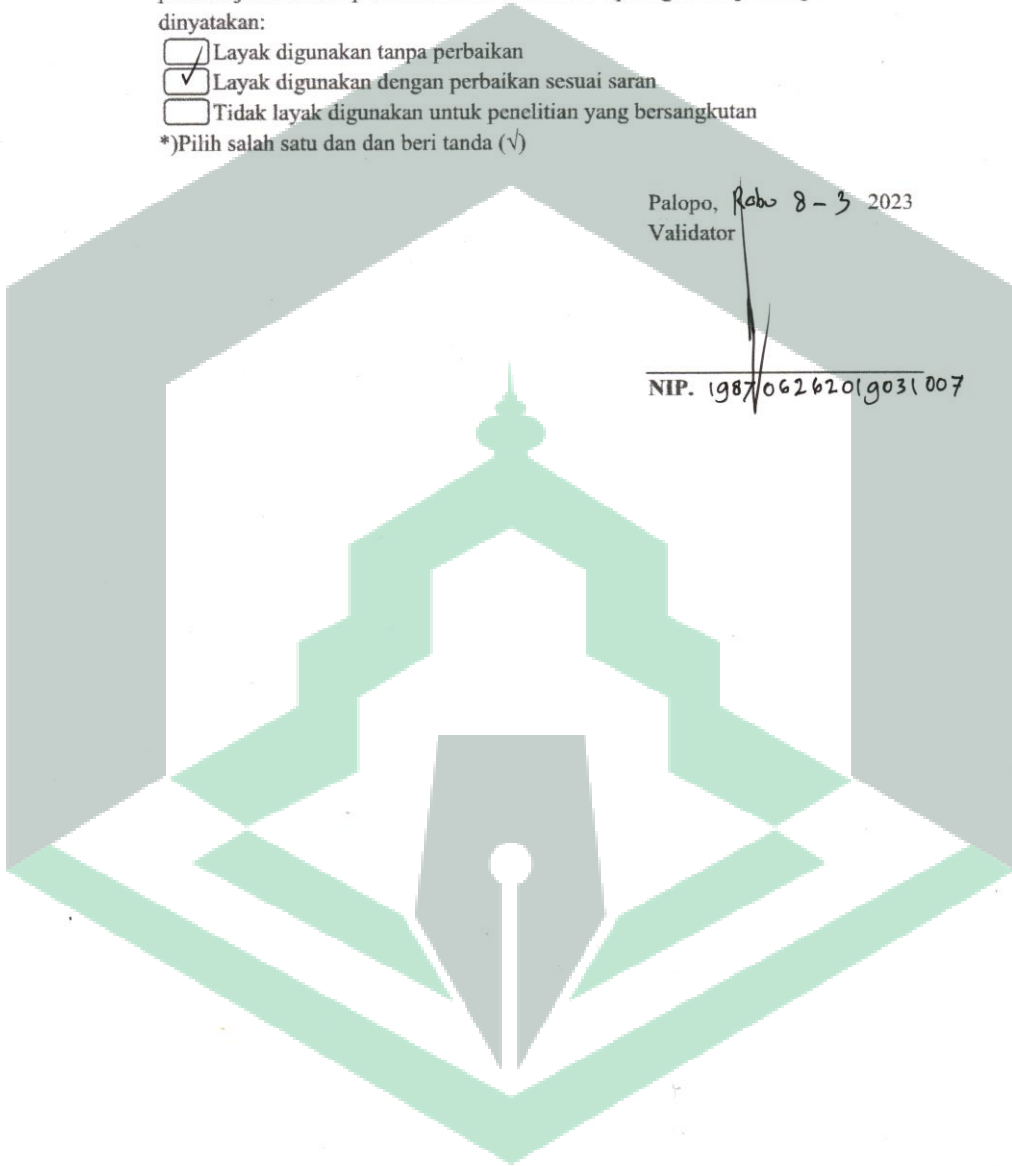 dinyatakan:
Layak digunakan tanpa perbaikan
✓ Layak digunakan dengan perbaikan sesuai saran
Tidak layak digunakan untuk penelitian yang bersangkutan
*)Pilih salah satu dan dan beri tanda (√)
Palopo, Rabu 8 - 3 2023
Validator
NIP. 198706262019031007